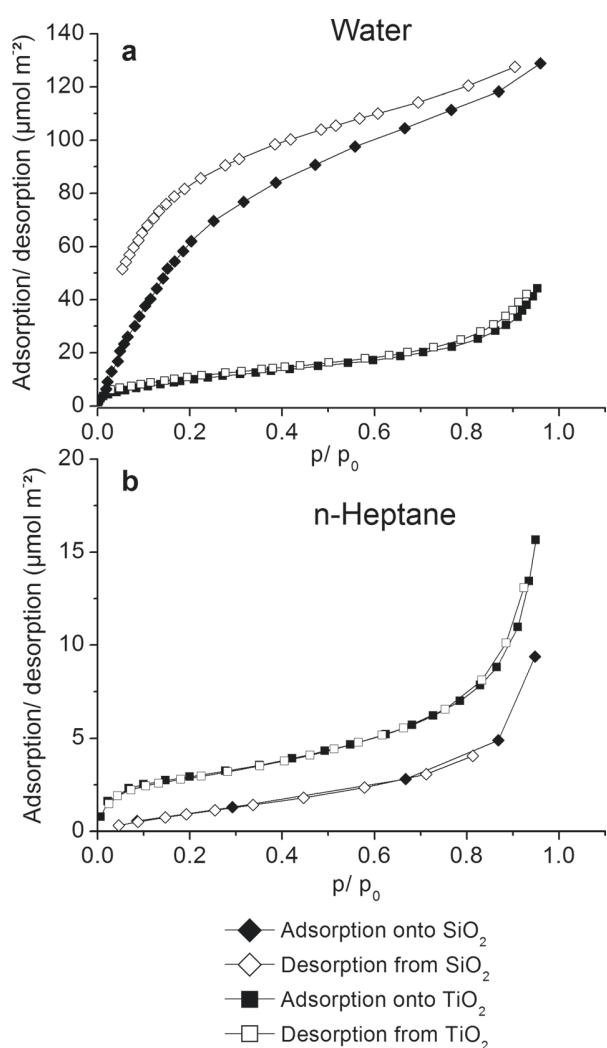 Water
a
Adsorption/ desorption (µmol m⁻²)
140
120
100
80
60
40
20
0
0.0 0.2 0.4 0.6 0.8 1.0
p/ p₀
b
n-Heptane
Adsorption/ desorption (µmol m⁻²)
20
15
10
5
0
0.0 0.2 0.4 0.6 0.8 1.0
p/ p₀
Adsorption onto SiO₂
Desorption from SiO₂
Adsorption onto TiO₂
Desorption from TiO₂